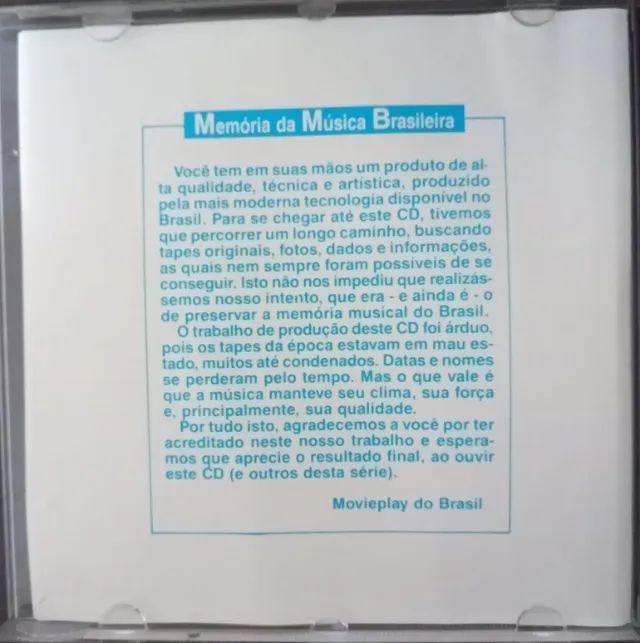 Memória da Música Brasileira
Você tem em suas mãos um produto de al-
ta qualidade, técnica e artística, produzido
pela mais moderna tecnologia disponível no
Brasil. Para se chegar até este CD, tivemos
que percorrer um longo caminho, buscando
tapes originais, fotos, dados e informações,
as quais nem sempre foram possíveis de se
conseguir. Isto não nos impediu que realizás-
semos nosso intento, que era - e ainda é - o
de preservar a memória musical do Brasil.
O trabalho de produção deste CD foi árduo,
pois os tapes da época estavam em mau es-
tado, muitos até condenados. Datas e nomes
se perderam pelo tempo. Mas o que vale é
que a música manteve seu clima, sua força
e, principalmente, sua qualidade.
Por tudo isto, agradecemos a você por ter
acreditado neste nosso trabalho e espera-
mos que aprecie o resultado final, ao ouvir
este CD (e outros desta série).
Movieplay do Brasil